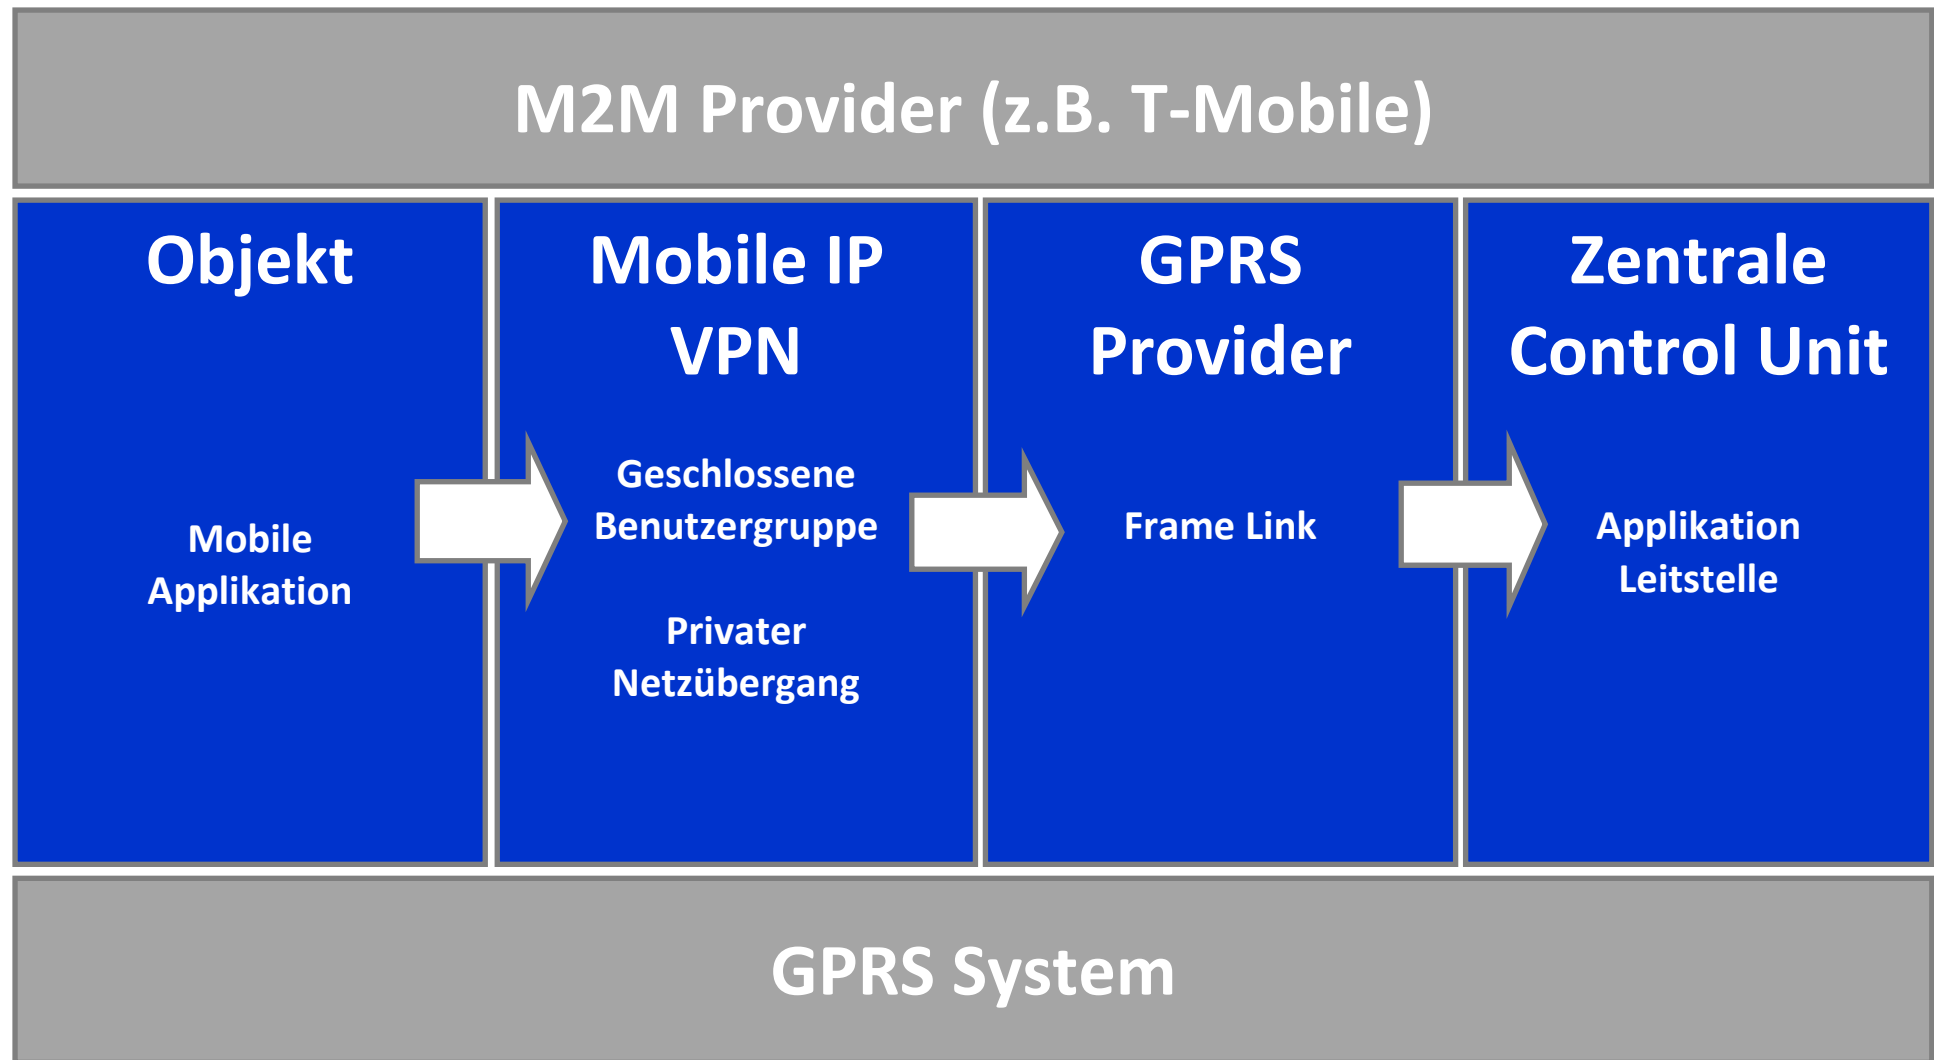 M2M Provider (z.B. T-Mobile)
Objekt
Mobile
Applikation
Mobile IP
VPN
Geschlossene
Benutzergruppe
Privater
Netzübergang
GPRS
Provider
Frame Link
Zentrale
Control Unit
Applikation
Leitstelle
GPRS System